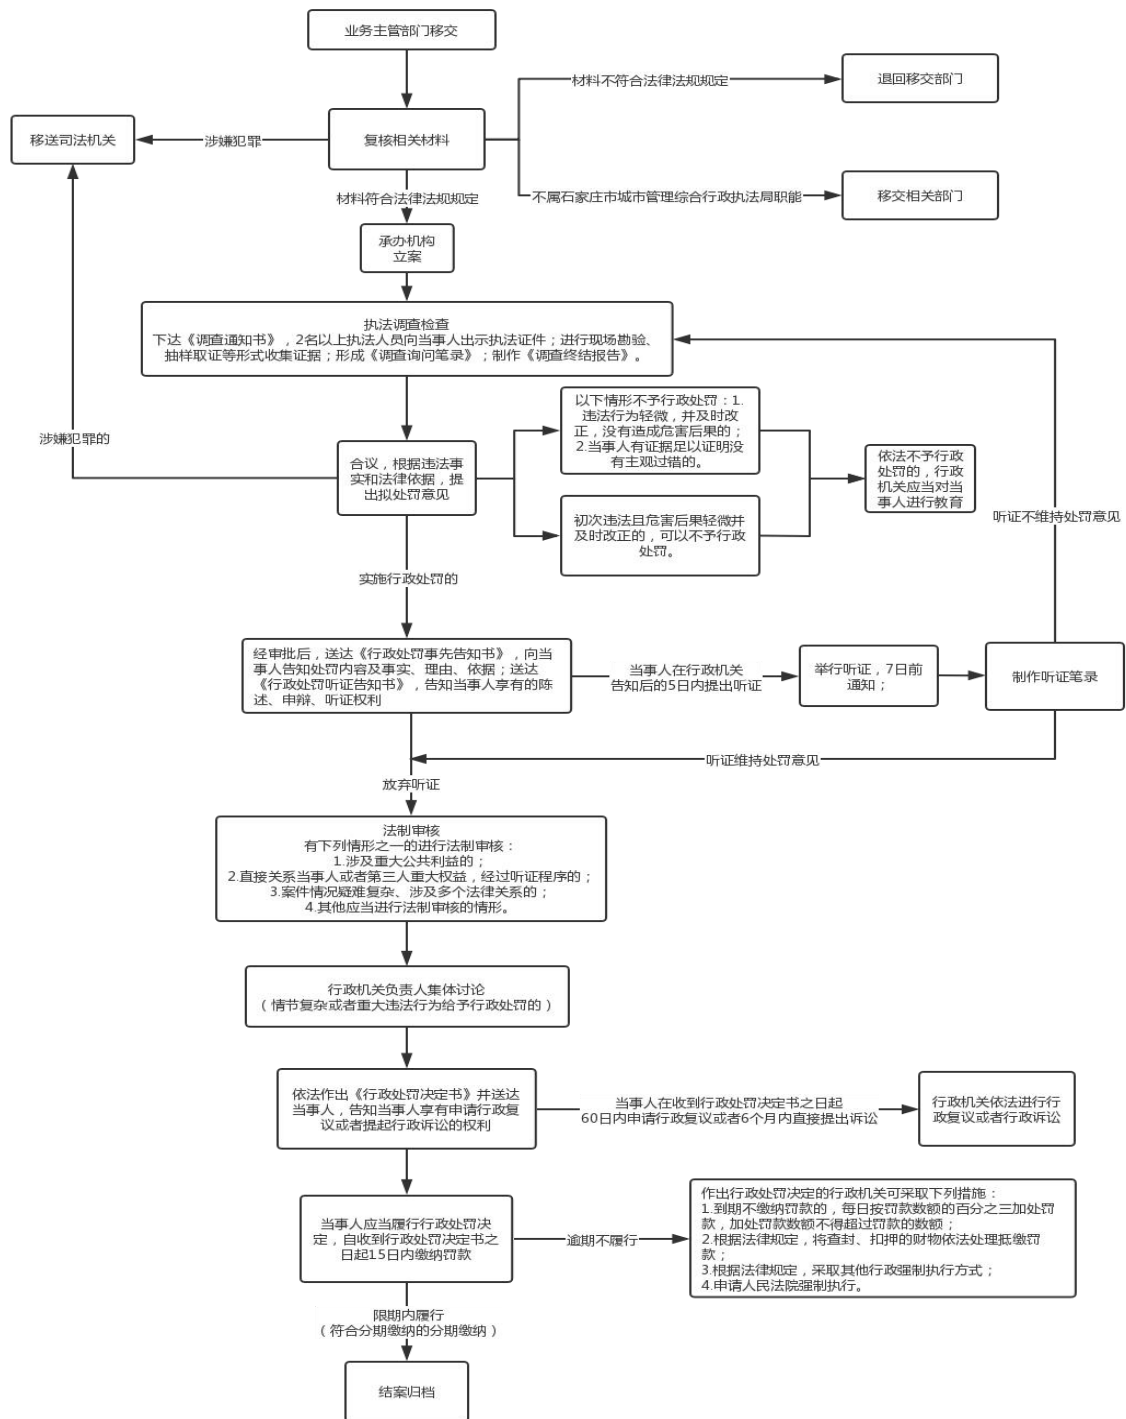 业务主管部门移交
材料不符合法律法规规定
退回移交部门
移送司法机关
涉嫌犯罪
复核相关材料
材料符合法律法规规定
不属石家庄市城市管理综合行政执法局职能
移交相关部门
承办机构
立案
执法调查检查
下达《调查通知书》，2名以上执法人员向当事人出示执法证件；进行现场勘验、
抽样取证等形式收集证据；形成《调查询问笔录》；制作《调查终结报告》。
涉嫌犯罪的
合议，根据违法事
实和法律依据，提
出拟处罚意见
以下情形不予行政处罚：1.
违法行为轻微，并及时改
正，没有造成危害后果的；
2.当事人有证据足以证明没
有主观过错的。
初次违法且危害后果轻微并
及时改正的，可以不予行政
处罚。
依法不予行政
处罚的，行政
机关应当对当
事人进行教育
听证不维持处罚意见
实施行政处罚的
经审批后，送达《行政处罚事先告知书》，向当
事人告知处罚内容及事实、理由、依据；送达
《行政处罚听证告知书》，告知当事人享有的陈
述、申辩、听证权利
当事人在行政机关
告知后的5日内提出听证
举行听证，7日前
通知；
制作听证笔录
听证维持处罚意见
放弃听证
法制审核
有下列情形之一的进行法制审核：
1.涉及重大公共利益的；
2.直接关系当事人或者第三人重大权益，经过听证程序的；
3.案件情况疑难复杂、涉及多个法律关系的；
4.其他应当进行法制审核的情形。
行政机关负责人集体讨论
（情节复杂或者重大违法行为给予行政处罚的）
依法作出《行政处罚决定书》并送达
当事人，告知当事人享有申请行政复
议或者提起行政诉讼的权利
当事人在收到行政处罚决定书之日起
60日内申请行政复议或者6个月内直接提出诉讼
行政机关依法进行行
政复议或者行政诉讼
当事人应当履行行政处罚决
定，自收到行政处罚决定书之
日起15日内缴纳罚款
逾期不履行
作出行政处罚决定的行政机关可采取下列措施：
1.到期不缴纳罚款的，每日按罚款数额的百分之三加处罚
款，加处罚款数额不得超过罚款的数额；
2.根据法律规定，将查封、扣押的财物依法处理抵缴罚
款；
3.根据法律规定，采取其他行政强制执行方式；
4.申请人民法院强制执行。
限期内履行
（符合分期缴纳的分期缴纳）
结案归档